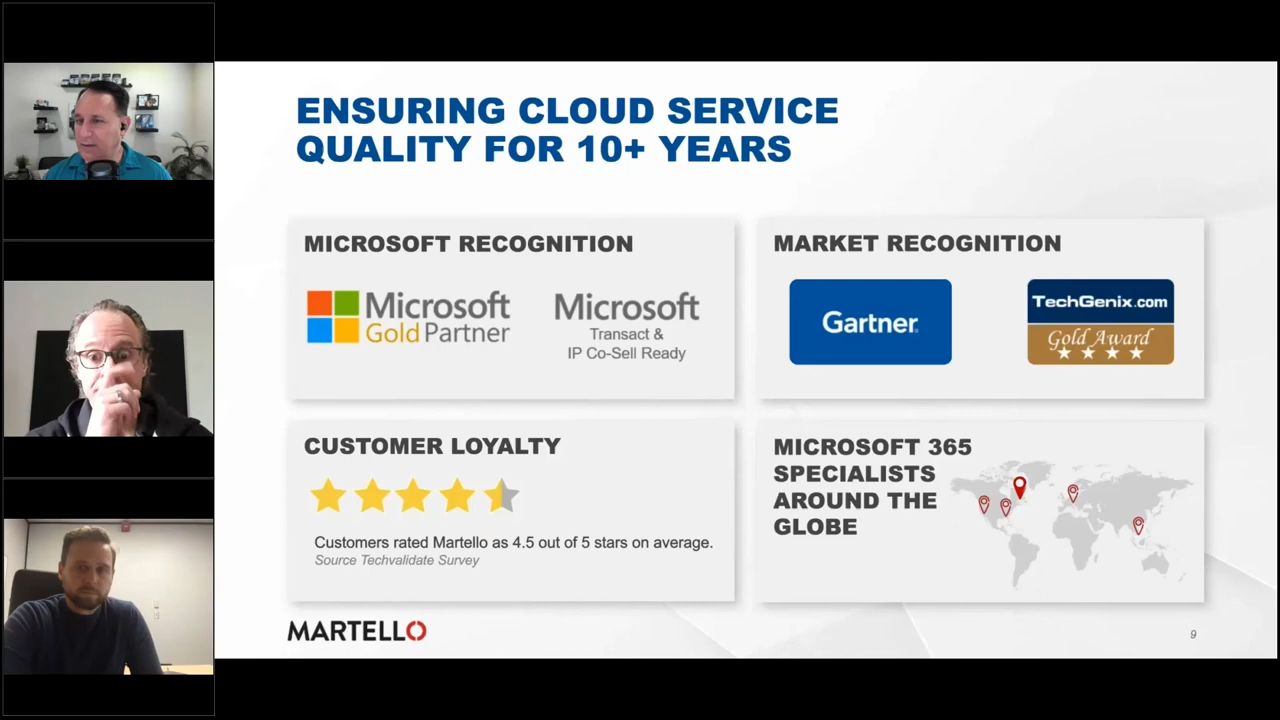 ENSURING CLOUD SERVICE
QUALITY FOR 10+ YEARS
MICROSOFT RECOGNITION
Microsoft
Gold Partner
Microsoft
Transact &
IP Co-Sell Ready
MARKET RECOGNITION
Gartner
TechGenix.com
Gold Award
CUSTOMER LOYALTY
Customers rated Martello as 4.5 out of 5 stars on average.
Source Techvalidate Survey
MICROSOFT 365
SPECIALISTS
AROUND THE
GLOBE
MARTELLO
9